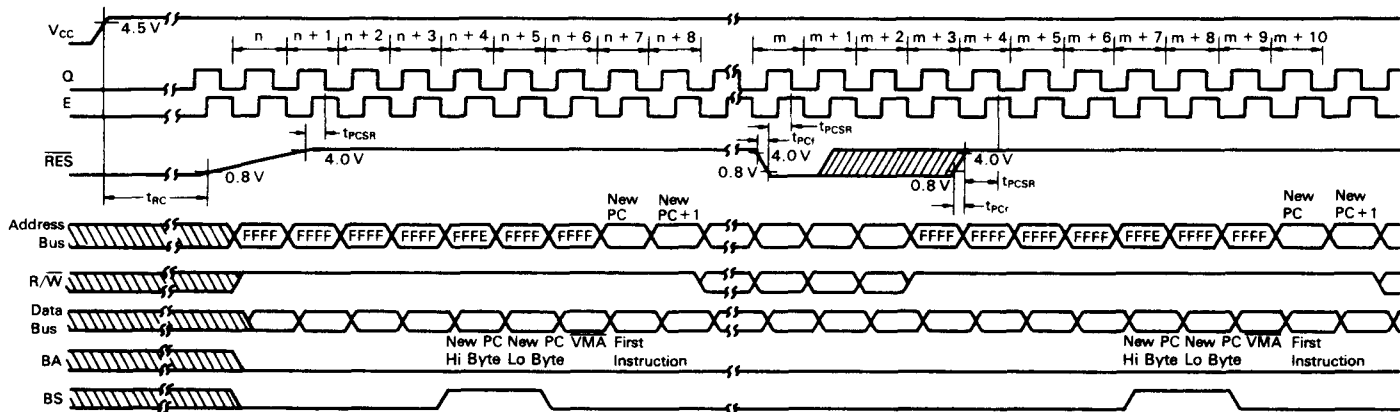 VCC
4.5 V
n n + 1 n + 2 n + 3 n + 4 n + 5 n + 6 n + 7 n + 8 m m + 1 m + 2 m + 3 m + 4 m + 5 m + 6 m + 7 m + 8 m + 9 m + 10
Q
E
tPCSR tPCf tPCSR
RES
4.0 V 4.0 V 4.0 V
0.8 V 0.8 V 0.8 V
tPCSR
tRC tPCr
New PC New PC + 1 New PC New PC + 1
Address Bus
FFFF FFFF FFFF FFFF FFFE FFFF FFFF FFFF FFFF FFFF FFFF FFFE FFFF FFFF
R/W
Data Bus
New PC Hi Byte New PC Lo Byte VMA First Instruction New PC Hi Byte New PC Lo Byte VMA First Instruction
BA
BS